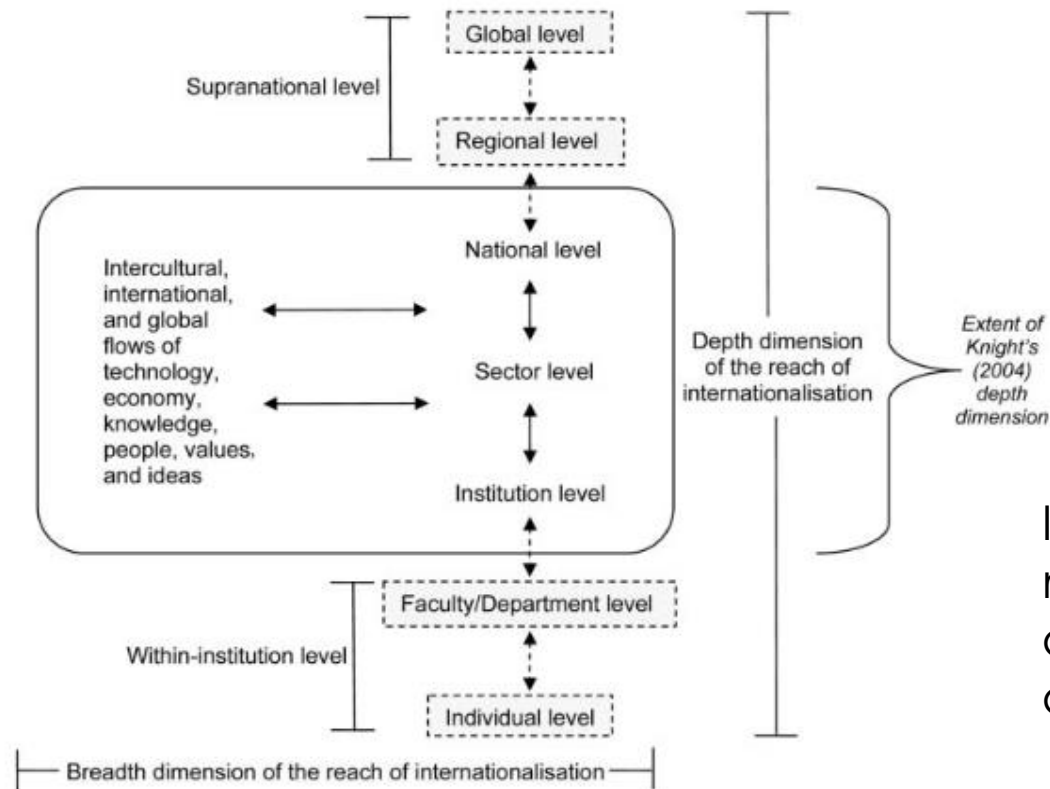 Global level
Supranational level
Regional level
National level
Intercultural,
international,
and global
flows of
technology,
economy,
knowledge,
people, values,
and ideas
Sector level
Institution level
Depth dimension
of the reach of
internationalisation
Extent of
Knight's
(2004)
depth
dimension
Faculty/Department level
Within-institution level
Individual level
Breadth dimension of the reach of internationalisation